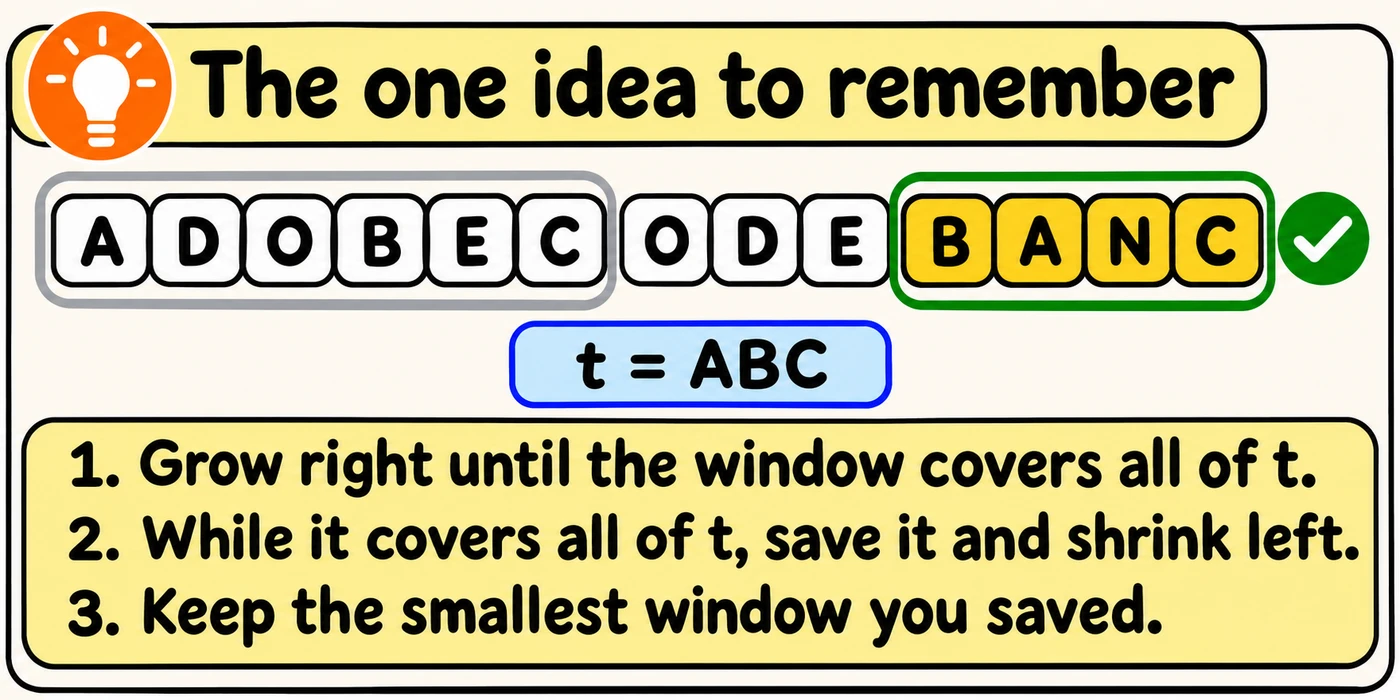 The one idea to remember
A D O B E C O D E B A N C
t = ABC
1. Grow right until the window covers all of t.
2. While it covers all of t, save it and shrink left.
3. Keep the smallest window you saved.